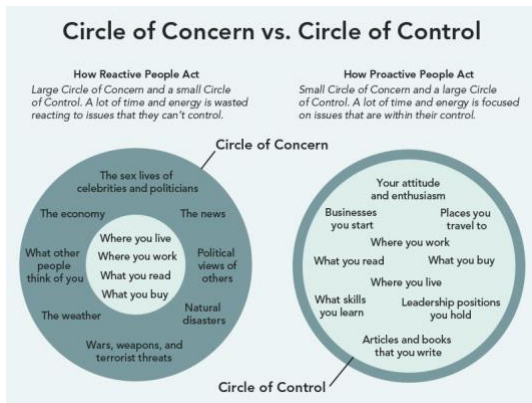 Circle of Concern vs. Circle of Control
How Reactive People Act
Large Circle of Concern and a small Circle
of Control. A lot of time and energy is wasted
reacting to issues that they can't control.
How Proactive People Act
Small Circle of Concern and a large Circle
of Control. A lot of time and energy is focused
on issues that are within their control.
Circle of Concern
The sex lives of
celebrities and politicians
The economy
The news
What other
people
think of you
Political
views of
others
The weather
Natural
disasters
Wars, weapons, and
terrorist threats
Where you live
Where you work
What you read
What you buy
Your attitude
and enthusiasm
Businesses
you start
Places you
travel to
Where you work
What you read
What you buy
Where you live
What skills
you learn
Leadership positions
you hold
Articles and books
that you write
Circle of Control